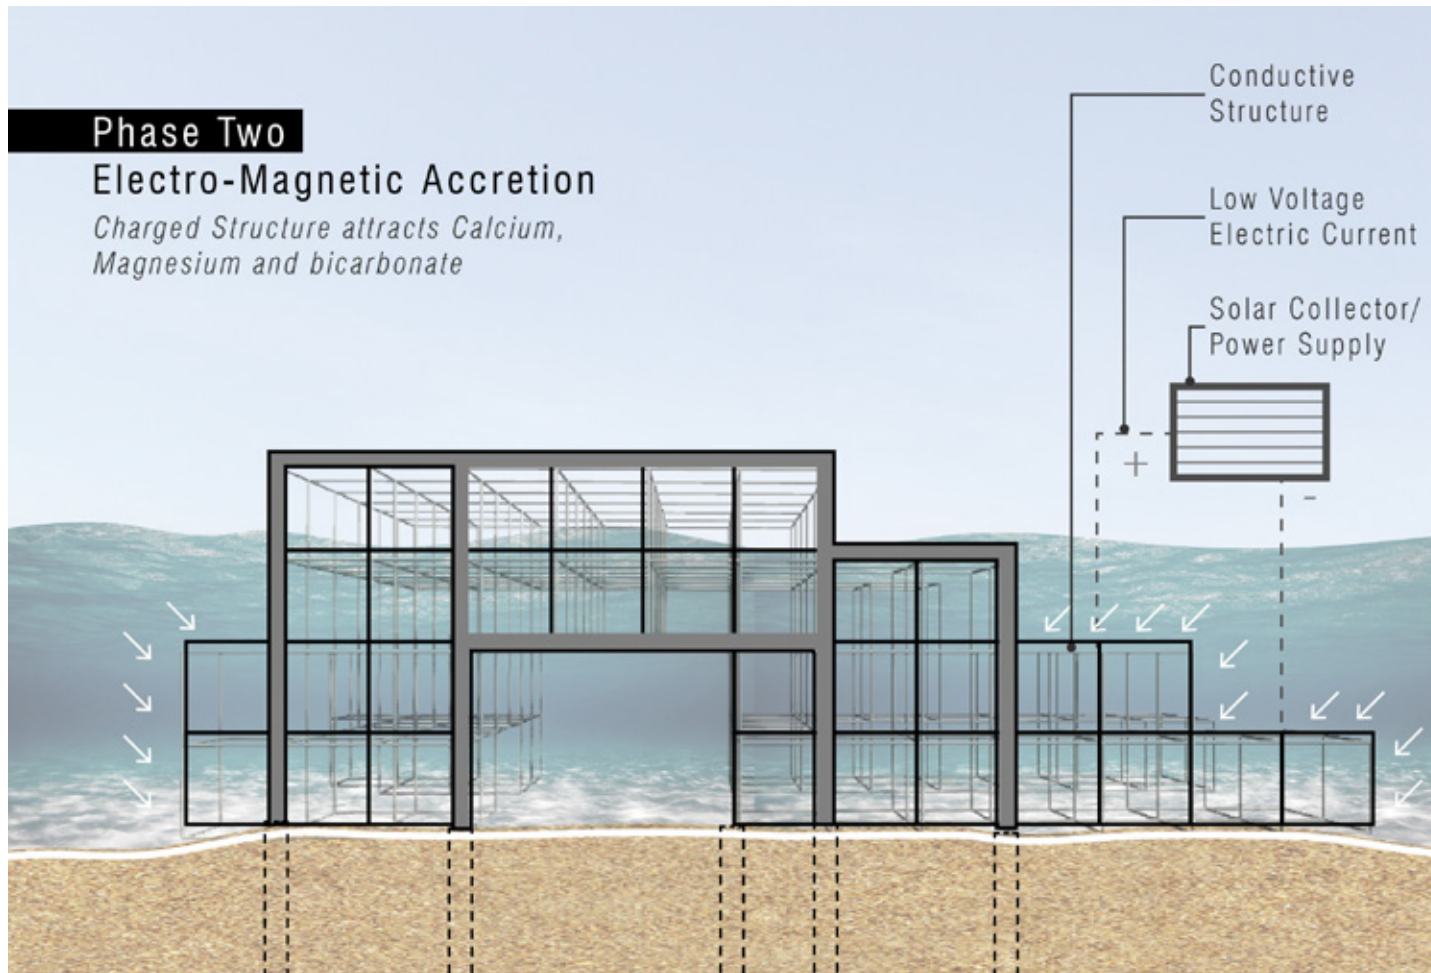 Phase Two
Electro-Magnetic Accretion
Charged Structure attracts Calcium,
Magnesium and bicarbonate
Conductive
Structure
Low Voltage
Electric Current
Solar Collector/
Power Supply
+
-